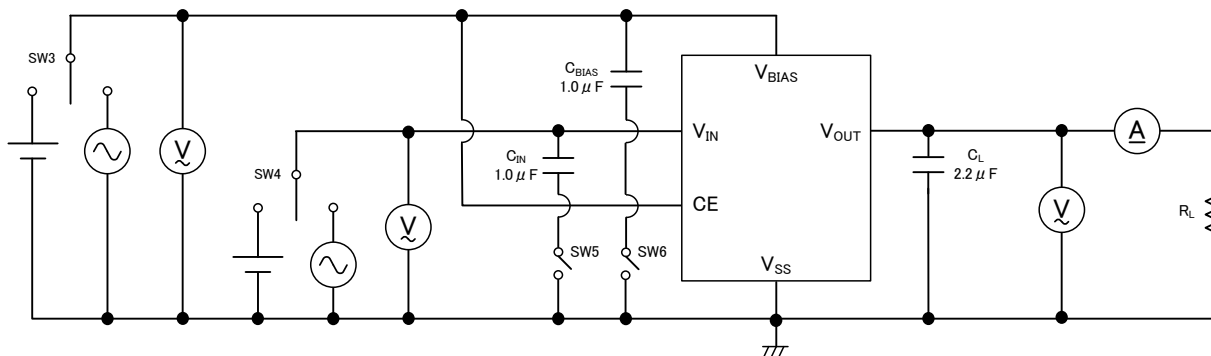 SW3
V
SW4
V
C_BIAS
1.0 μF
C_IN
1.0 μF
SW5
SW6
V_BIAS
V_IN
V_OUT
CE
V_SS
C_L
2.2 μF
V
A
R_L